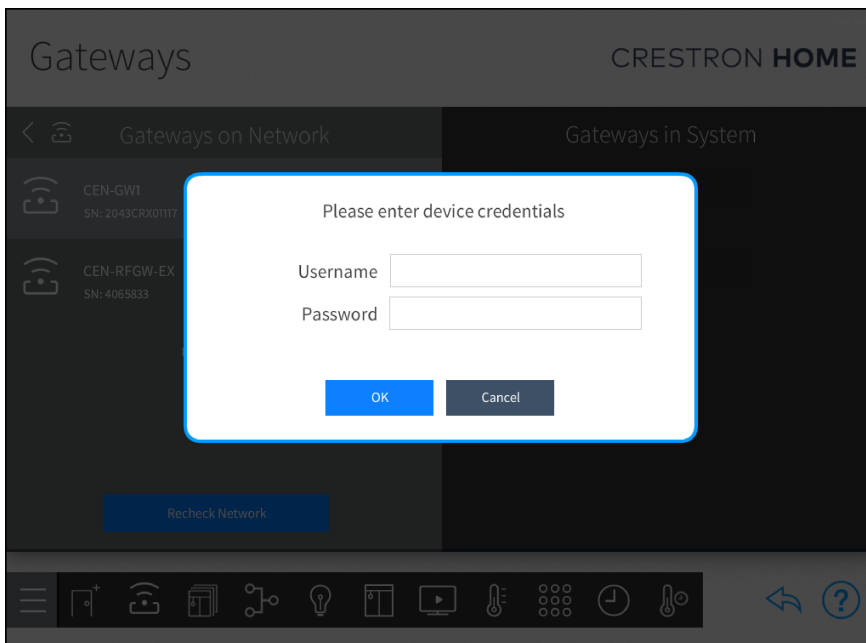 Gateways
CRESTRON HOME
Gateways on Network
Gateways in System
CEN-GW1
SN: 2043CRX01117
CEN-RFGW-EX
SN: 4065833
Please enter device credentials
Username
Password
OK
Cancel
Recheck Network
?